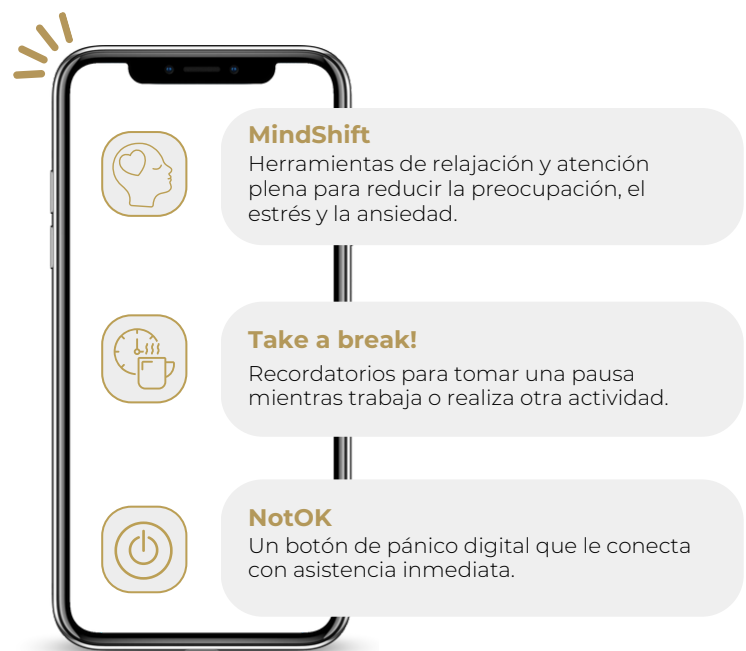 MindShift
Herramientas de relajación y atención
plena para reducir la preocupación, el
estrés y la ansiedad.
Take a break!
Recordatorios para tomar una pausa
mientras trabaja o realiza otra actividad.
NotOK
Un botón de pánico digital que le conecta
con asistencia inmediata.